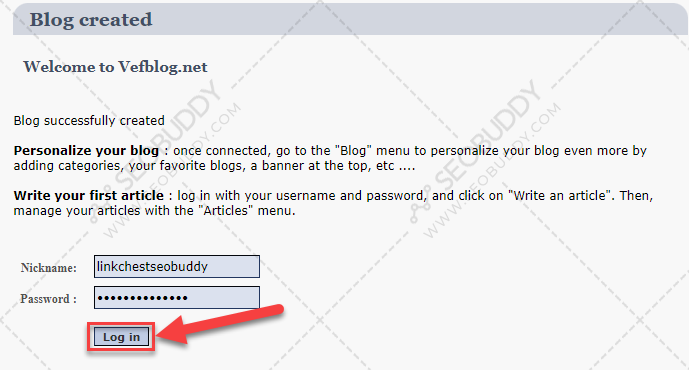 Blog created
Welcome to Vefblog.net
Blog successfully created
Personalize your blog : once connected, go to the "Blog" menu to personalize your blog even more by
adding categories, your favorite blogs, a banner at the top, etc ....
Write your first article : log in with your username and password, and click on "Write an article". Then,
manage your articles with the "Articles" menu.
Nickname: linkchestseobuddy
Password : ••••••••••••••
Log in
SEOBUDDY
WWW.SEOBUDDY.COM
SEOBUDDY
WWW.SEOBUDDY.COM